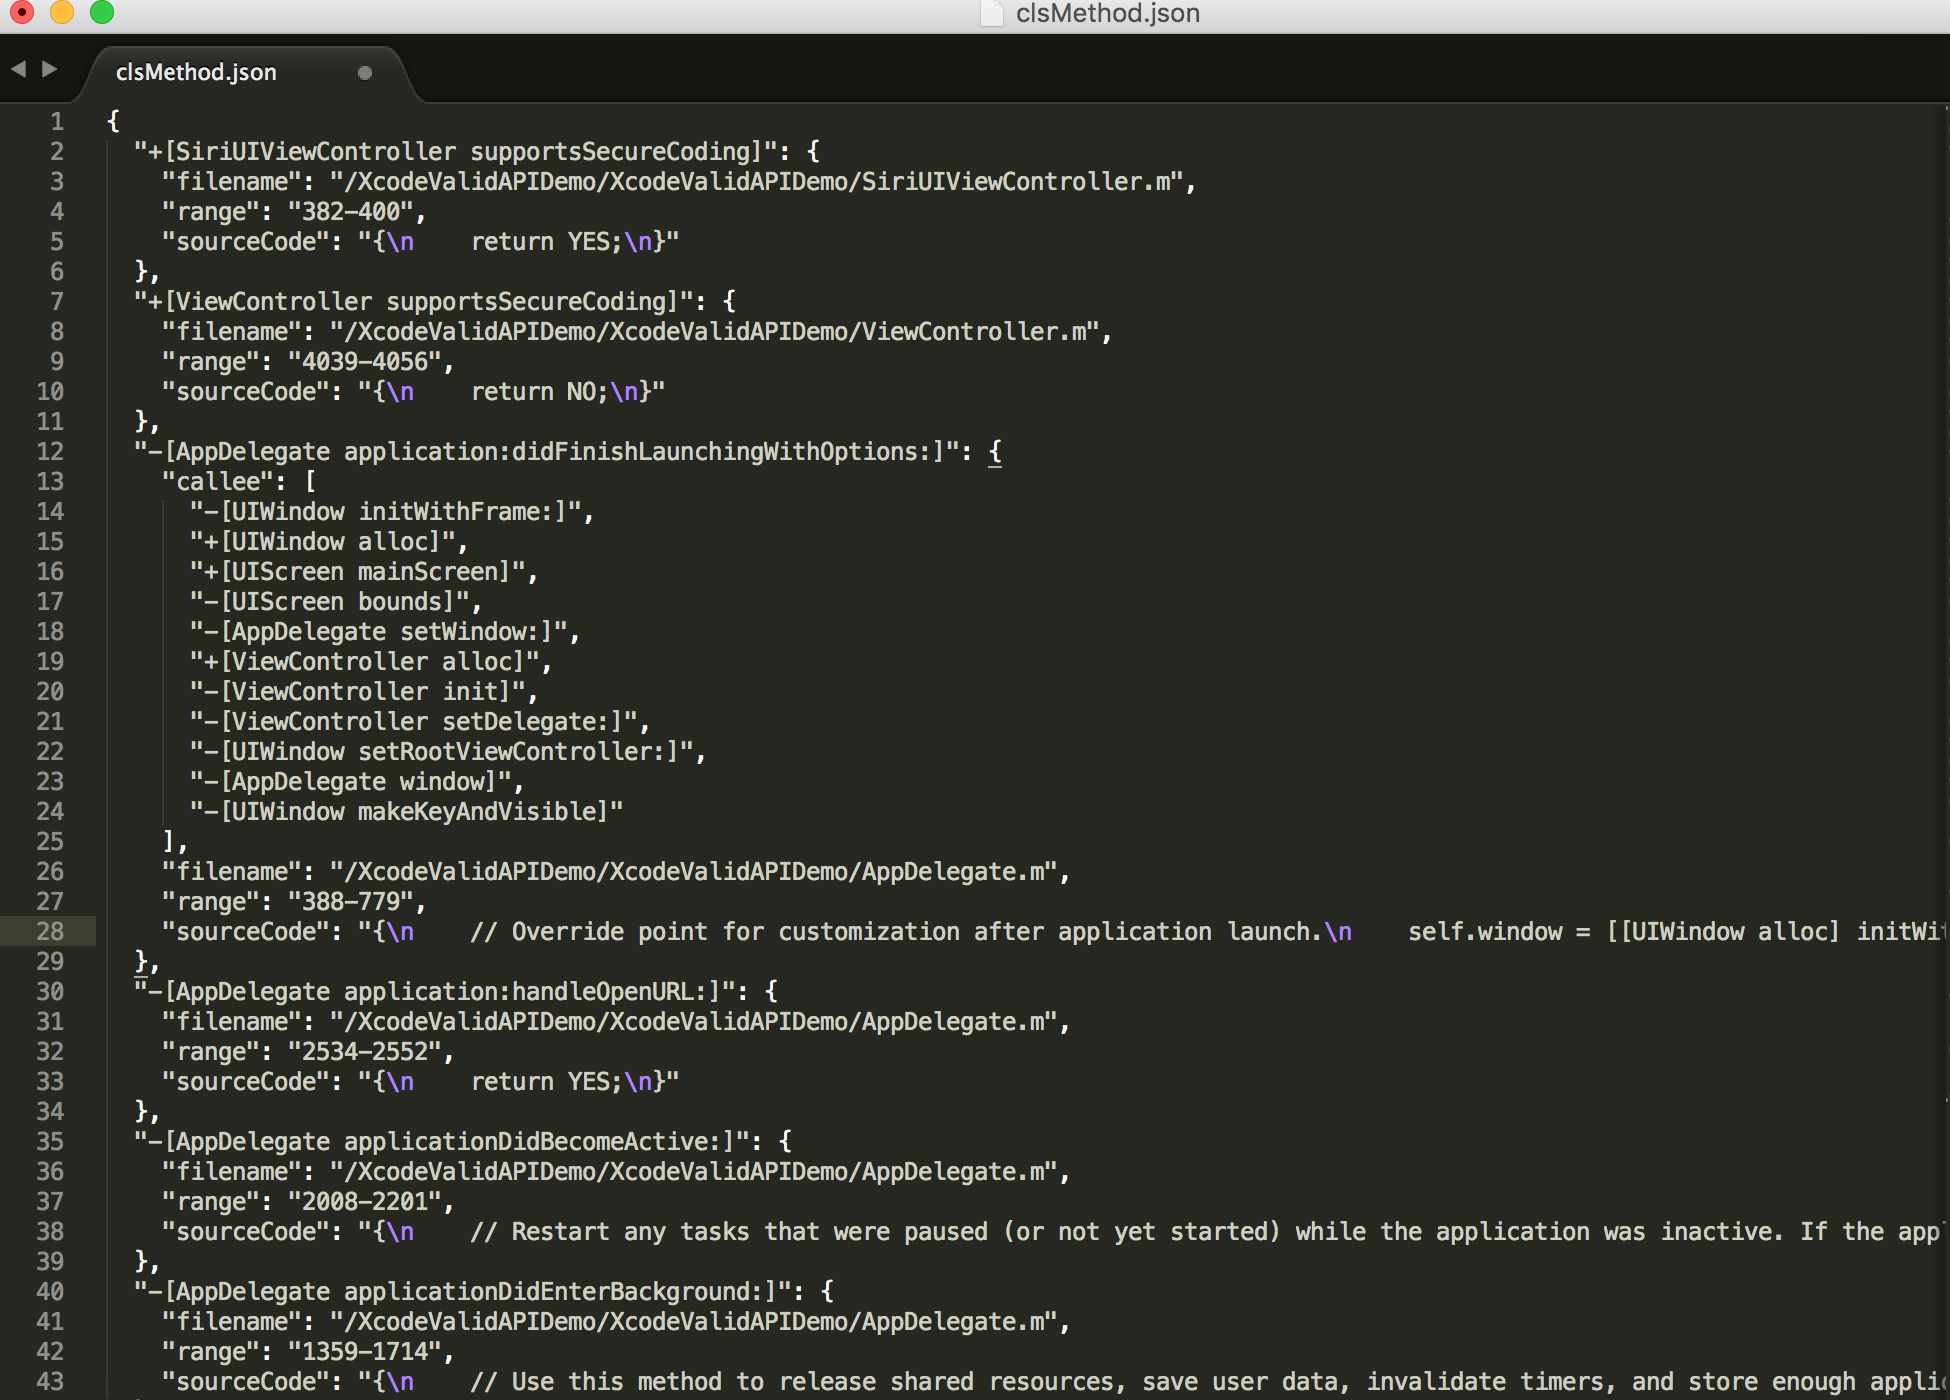 clsMethod.json
clsMethod.json
1 {
2   "+[SiriUIViewController supportsSecureCoding]": {
3     "filename": "/XcodeValidAPIDemo/XcodeValidAPIDemo/SiriUIViewController.m",
4     "range": "382-400",
5     "sourceCode": "{\n    return YES;\n}"
6   },
7   "+[ViewController supportsSecureCoding]": {
8     "filename": "/XcodeValidAPIDemo/XcodeValidAPIDemo/ViewController.m",
9     "range": "4039-4056",
10     "sourceCode": "{\n    return NO;\n}"
11   },
12   "-[AppDelegate application:didFinishLaunchingWithOptions:]": {
13     "callee": [
14       "-[UIWindow initWithFrame:]",
15       "+[UIWindow alloc]",
16       "+[UIScreen mainScreen]",
17       "-[UIScreen bounds]",
18       "-[AppDelegate setWindow:]",
19       "+[ViewController alloc]",
20       "-[ViewController init]",
21       "-[ViewController setDelegate:]",
22       "-[UIWindow setRootViewController:]",
23       "-[AppDelegate window]",
24       "-[UIWindow makeKeyAndVisible]"
25     ],
26     "filename": "/XcodeValidAPIDemo/XcodeValidAPIDemo/AppDelegate.m",
27     "range": "388-779",
28     "sourceCode": "{\n    // Override point for customization after application launch.\n    self.window = [[UIWindow alloc] initWit
29   },
30   "-[AppDelegate application:handleOpenURL:]": {
31     "filename": "/XcodeValidAPIDemo/XcodeValidAPIDemo/AppDelegate.m",
32     "range": "2534-2552",
33     "sourceCode": "{\n    return YES;\n}"
34   },
35   "-[AppDelegate applicationDidBecomeActive:]": {
36     "filename": "/XcodeValidAPIDemo/XcodeValidAPIDemo/AppDelegate.m",
37     "range": "2008-2201",
38     "sourceCode": "{\n    // Restart any tasks that were paused (or not yet started) while the application was inactive. If the app
39   },
40   "-[AppDelegate applicationDidEnterBackground:]": {
41     "filename": "/XcodeValidAPIDemo/XcodeValidAPIDemo/AppDelegate.m",
42     "range": "1359-1714",
43     "sourceCode": "{\n    // Use this method to release shared resources, save user data, invalidate timers, and store enough applic